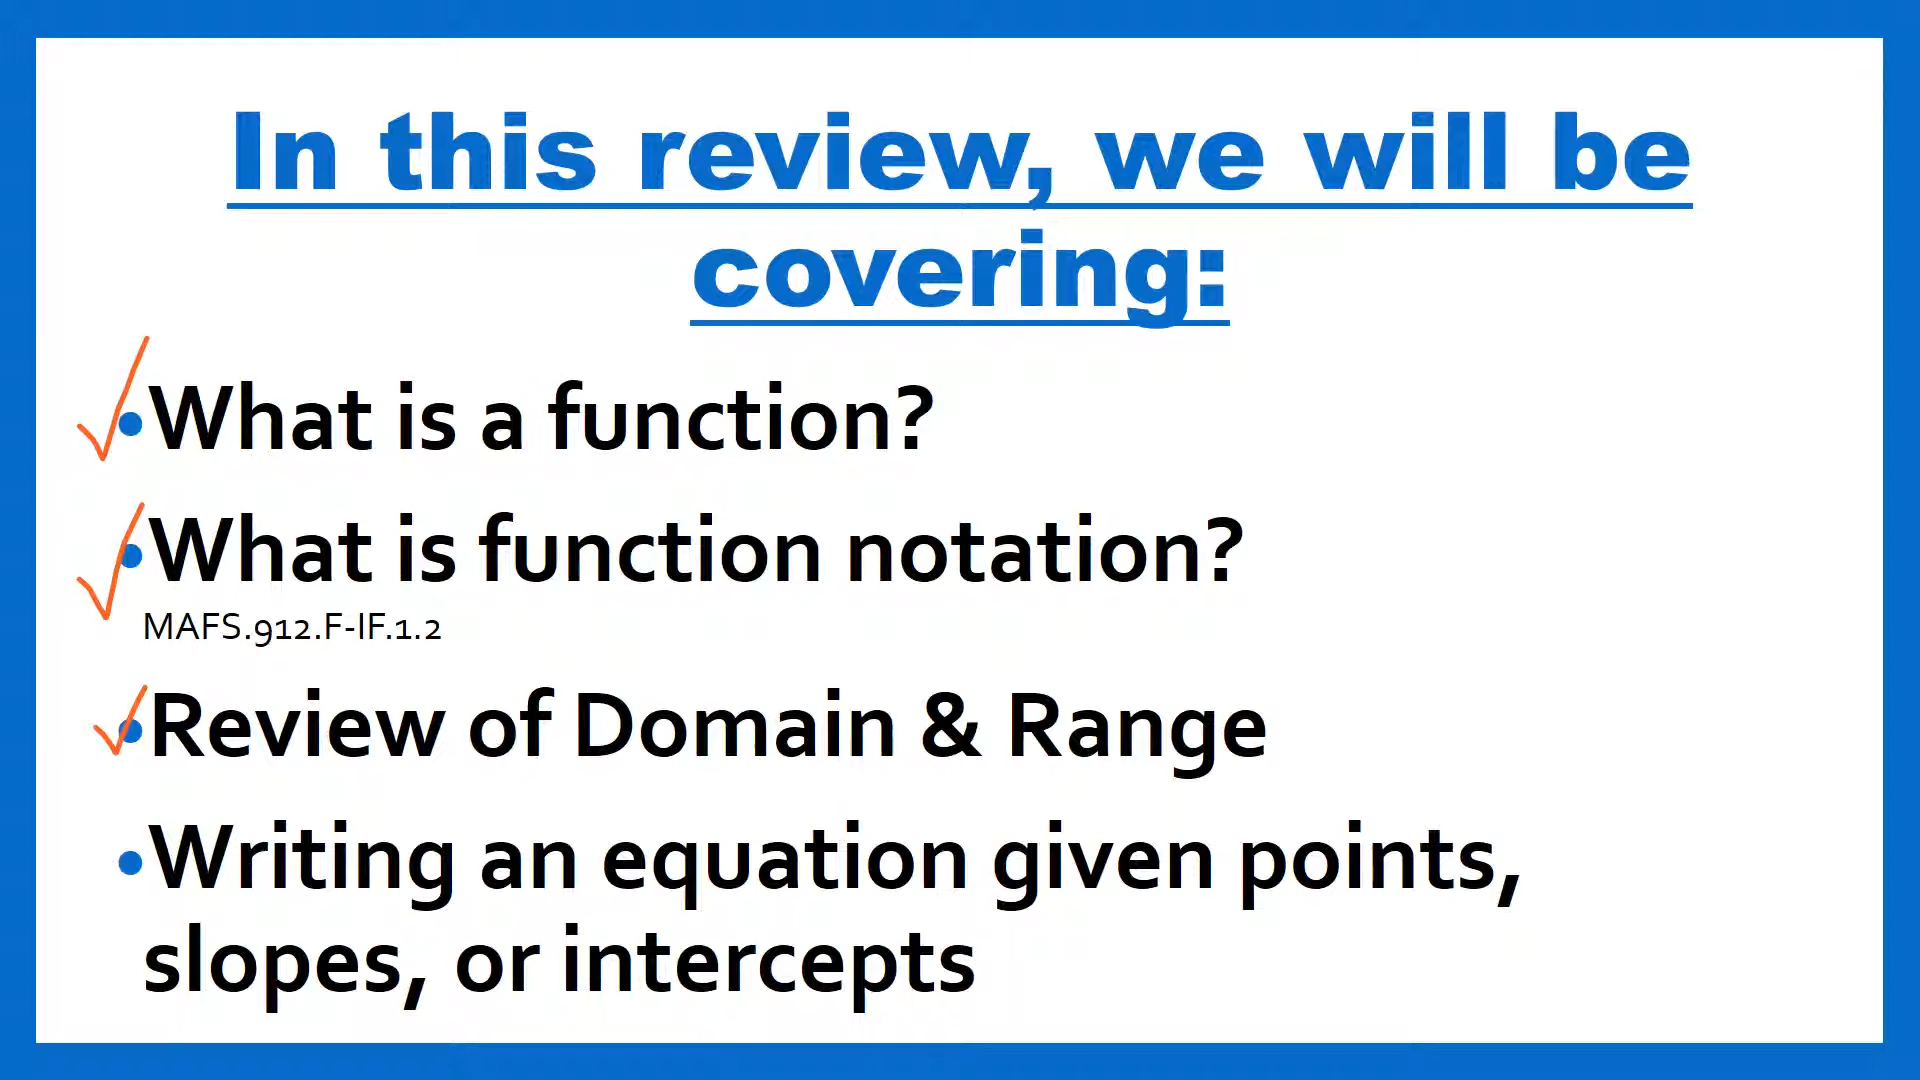 In this review, we will be
covering:
•What is a function?
•What is function notation?
MAFS.912.F-IF.1.2
•Review of Domain & Range
•Writing an equation given points,
slopes, or intercepts